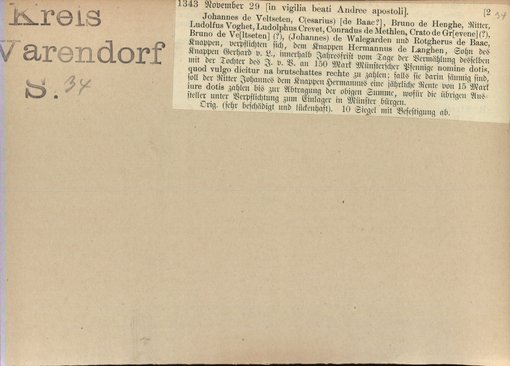 Kreis
Warendorf
S. 34
1343 November 29 [in vigilia beati Andree apostoli]. [2
34
Johannes de Veltseten, C(esarius) [de Baac?], Bruno de Henghe, Ritter,
Ludolfus Voghet, Ludolphus Crevet, Conradus de Methlen, Crato de Gr[evene](?),
Bruno de Ve[ltseten] (?), (Johannes) de Walegarden und Rotgherus de Baac,
Knappen, verpflichten sich, dem Knappen Hermannus de Langhen, Sohn des
Knappen Gerhard v. L., innerhalb Jahresfrist vom Tage der Vermählung desselben
mit der Tochter des J. v. V. an 150 Mark Münsterscher Pfennige nomine dotis,
quod vulgo dicitur na brutschattes rechte zu zahlen; falls sie darin säumig sind,
soll der Ritter Johannes dem Knappen Hermannus eine jährliche Rente von 15 Mark
iure dotis zahlen bis zur Abtragung der obigen Summe, wofür die übrigen Aus-
steller unter Verpflichtung zum Einlager in Münster bürgen.
Orig. (sehr beschädigt und lückenhaft). 10 Siegel mit Befestigung ab.